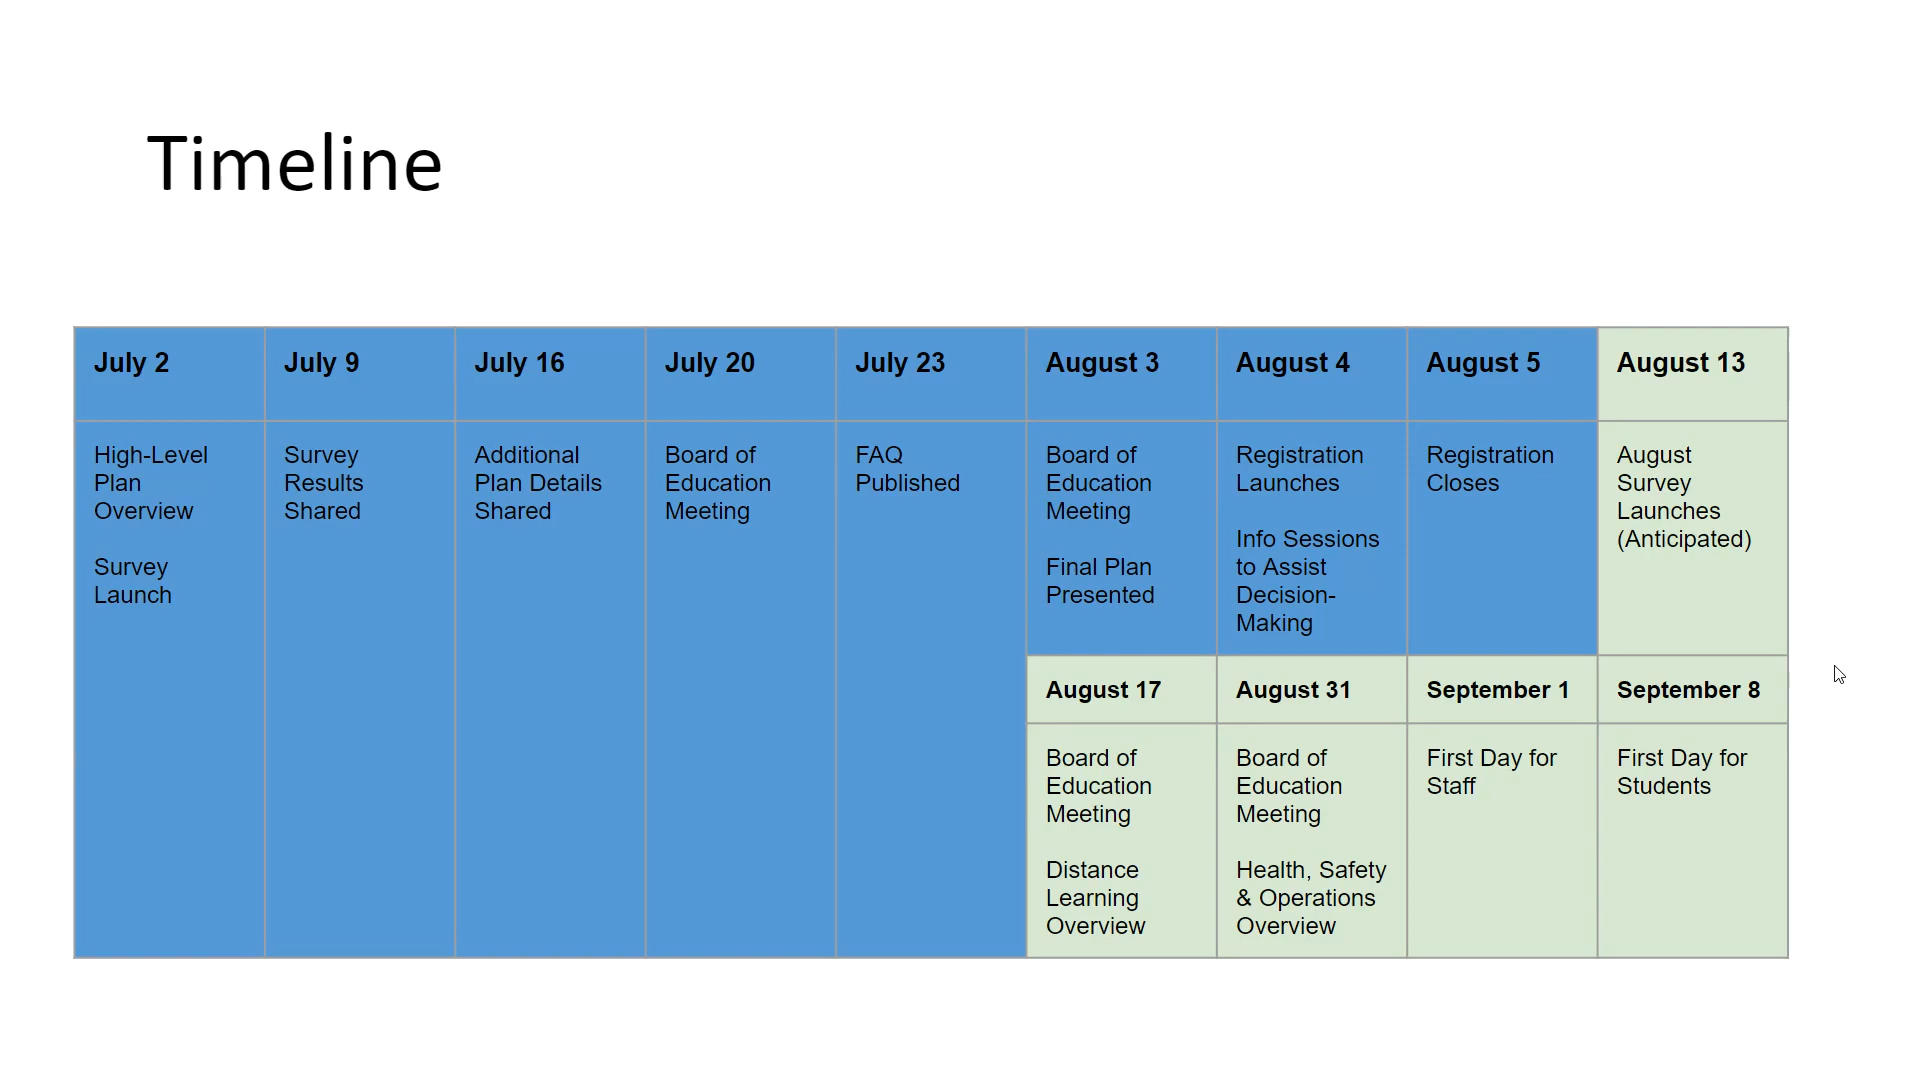 Timeline
July 2
July 9
July 16
July 20
July 23
August 3
August 4
August 5
August 13
High-Level
Plan
Overview
Survey
Launch
Survey
Results
Shared
Additional
Plan Details
Shared
Board of
Education
Meeting
FAQ
Published
Board of
Education
Meeting
Final Plan
Presented
Registration
Launches
Info Sessions
to Assist
Decision-
Making
Registration
Closes
August
Survey
Launches
(Anticipated)
August 17
August 31
September 1
September 8
Board of
Education
Meeting
Distance
Learning
Overview
Board of
Education
Meeting
Health, Safety
& Operations
Overview
First Day for
Staff
First Day for
Students